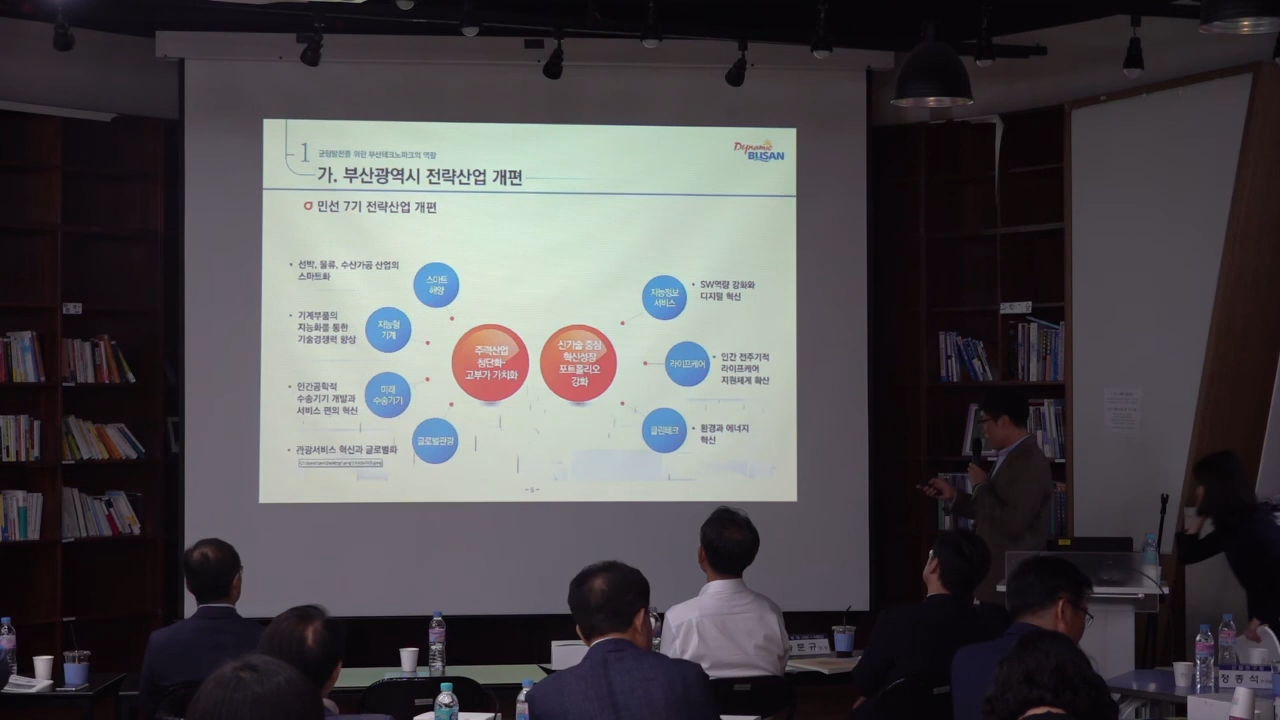 1
균형발전을 위한 부산테크노파크의 역할
Dynamic
BUSAN
가. 부산광역시 전략산업 개편
민선 7기 전략산업 개편
• 선박, 물류, 수산가공 산업의
스마트화
스마트
해양
• 기계부품의
지능화를 통한
기술경쟁력 향상
지능형
기계
• 인간공학적
수송기기 개발과
서비스 편의 혁신
미래
수송기기
• 관광서비스 혁신과 글로벌화
글로벌관광
주력산업
첨단화·
고부가 가치화
신기술 중심
혁신성장
포트폴리오
강화
지능정보
서비스
• SW역량 강화와
디지털 혁신
라이프케어
• 인간 전주기적
라이프케어
지원체계 확산
클린테크
• 환경과 에너지
혁신
- 5 -
문규
정종석